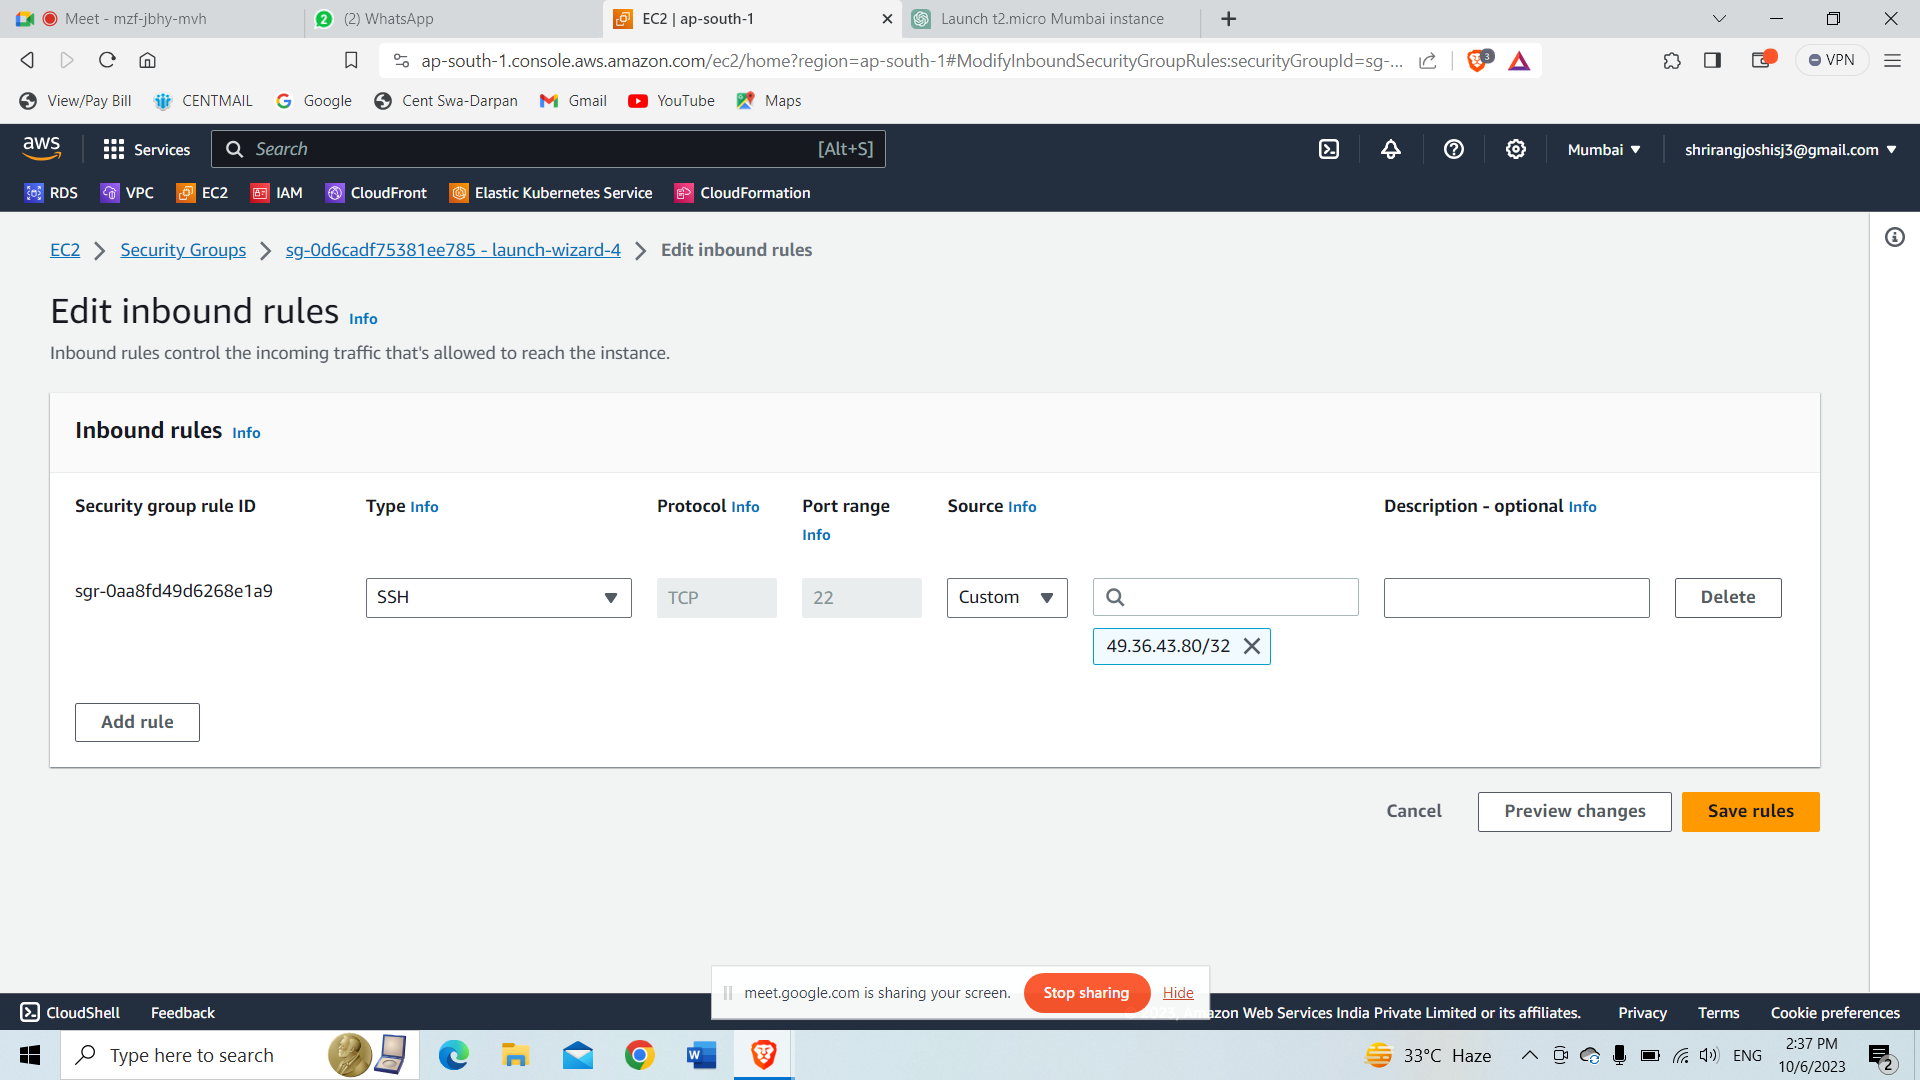 Meet - mzf-jbhy-mvh
2 (2) WhatsApp
EC2 | ap-south-1
Launch t2.micro Mumbai instance
ap-south-1.console.aws.amazon.com/ec2/home?region=ap-south-1#ModifyInboundSecurityGroupRules:securityGroupId=sg-...
3
VPN
View/Pay Bill
CENTMAIL
Google
Cent Swa-Darpan
Gmail
YouTube
Maps
aws
Services
Search
[Alt+S]
Mumbai
shrirangjoshisj3@gmail.com
RDS
VPC
EC2
IAM
CloudFront
Elastic Kubernetes Service
CloudFormation
EC2
Security Groups
sg-0d6cadf75381ee785 - launch-wizard-4
Edit inbound rules
Edit inbound rules Info
Inbound rules control the incoming traffic that's allowed to reach the instance.
Inbound rules Info
Security group rule ID
Type Info
Protocol Info
Port range
Info
Source Info
Description - optional Info
sgr-0aa8fd49d6268e1a9
SSH
TCP
22
Custom
Delete
49.36.43.80/32
Add rule
Cancel
Preview changes
Save rules
meet.google.com is sharing your screen.
Stop sharing
Hide
CloudShell
Feedback
Web Services India Private Limited or its affiliates.
Privacy
Terms
Cookie preferences
Type here to search
W
33°C Haze
ENG
2:37 PM
10/6/2023
2